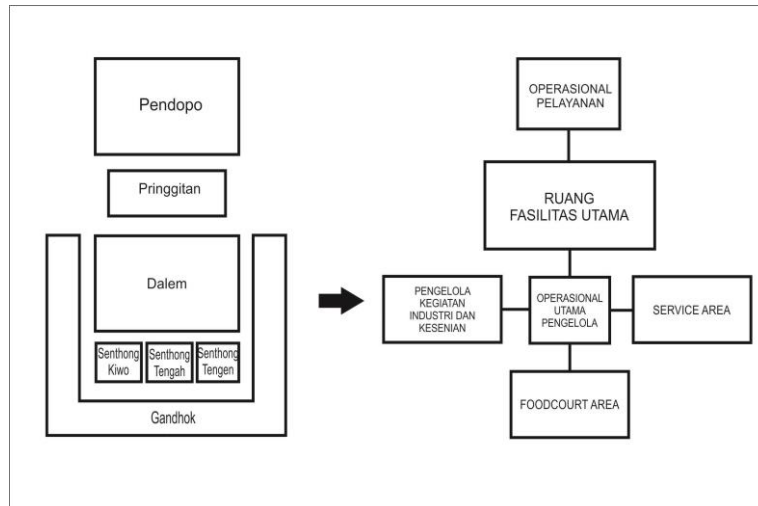 Pendopo
Pringgitan
Dalem
Senthong
Kiwo
Senthong
Tengah
Senthong
Tengen
Gandhok
OPERASIONAL
PELAYANAN
RUANG
FASILITAS UTAMA
PENGELOLA
KEGIATAN
INDUSTRI DAN
KESENIAN
OPERASIONAL
UTAMA
PENGELOLA
SERVICE AREA
FOODCOURT AREA